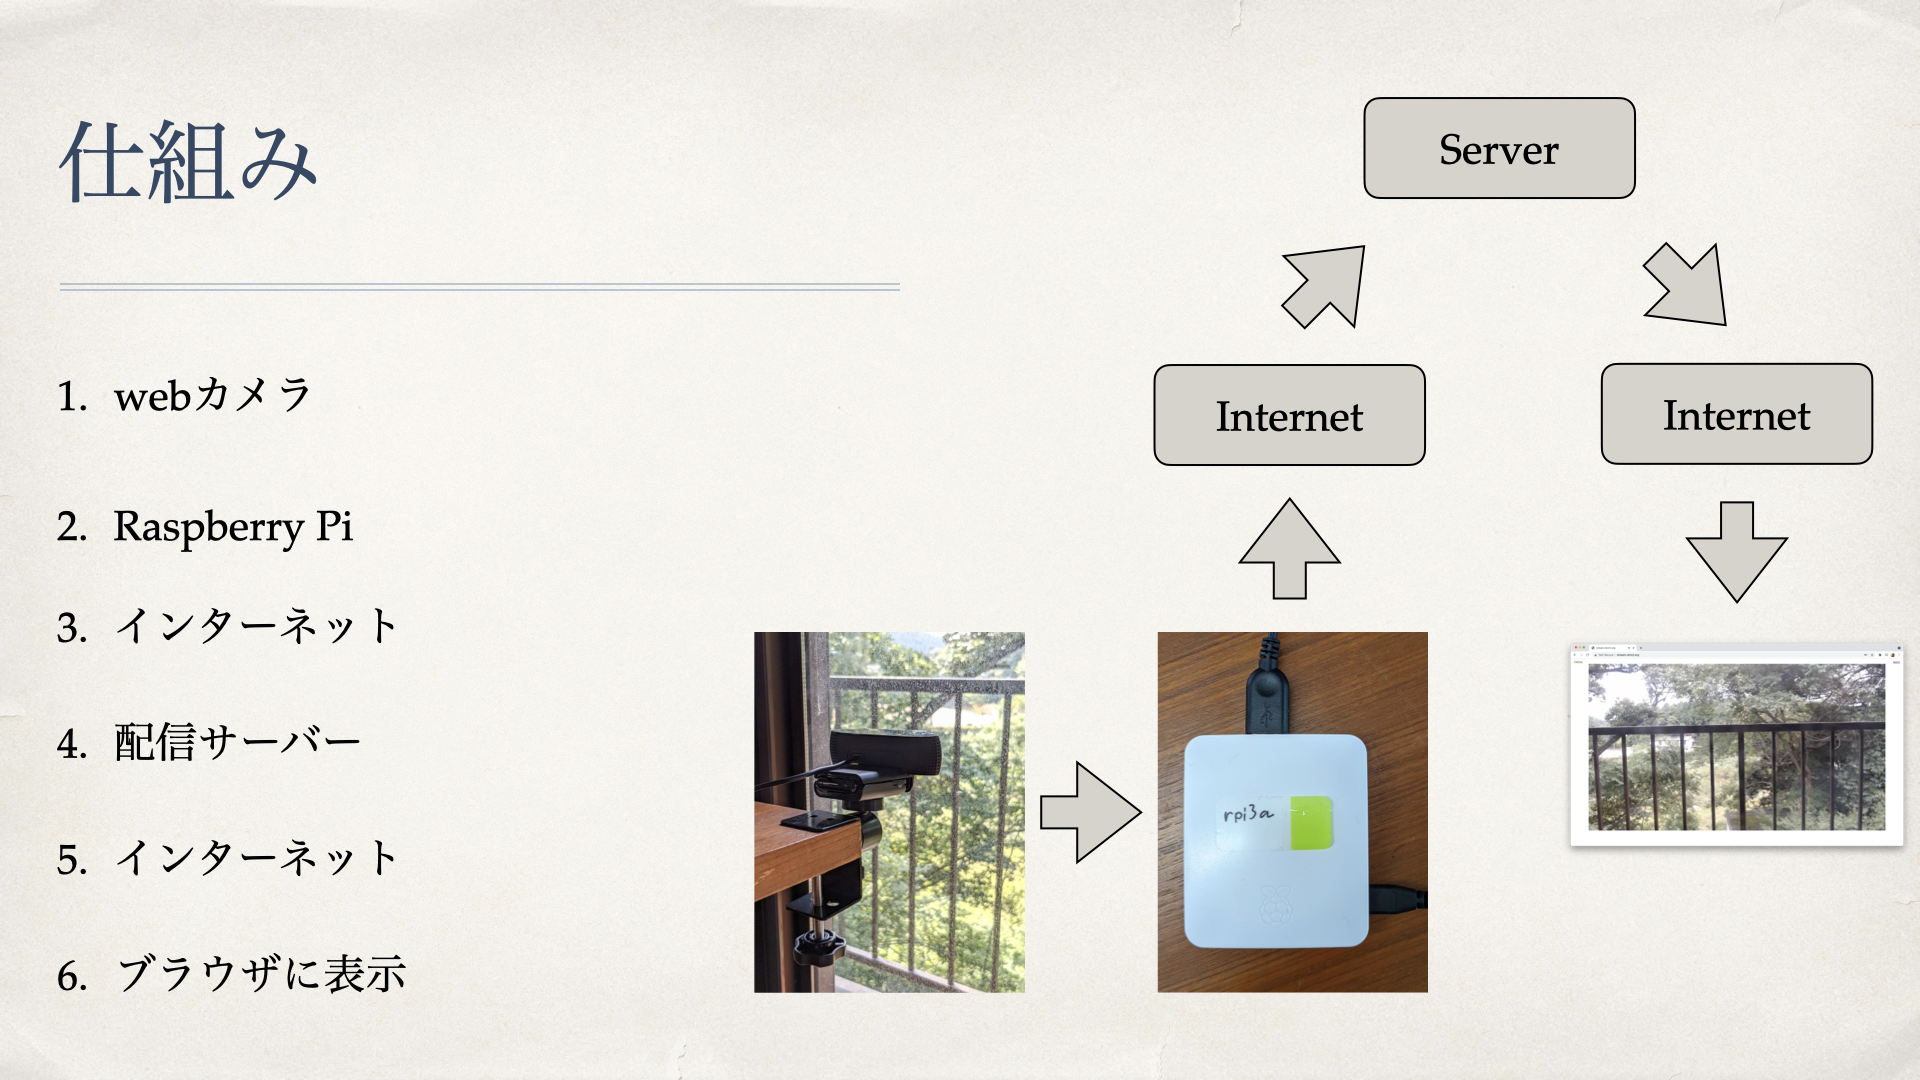 仕組み
1. webカメラ
2. Raspberry Pi
3. インターネット
4. 配信サーバー
5. インターネット
6. ブラウザに表示
Server
Internet
Internet
rpi3a